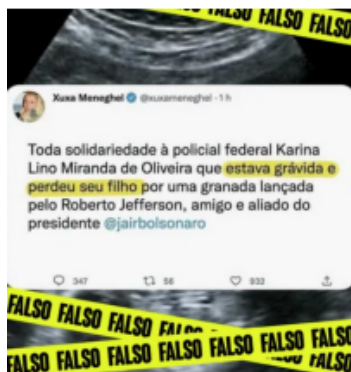 FALSO FALSO FALSO
Xuxa Meneghel @xuxameneghel · 1 h
Toda solidariedade à policial federal Karina
Lino Miranda de Oliveira que estava grávida e
perdeu seu filho por uma granada lançada
pelo Roberto Jefferson, amigo e aliado do
presidente @jairbolsonaro
347 56 932
FALSO FALSO FALSO FALSO
FALSO FALSO FALSO FALSO FALSO FALSO FALSO
FALSO